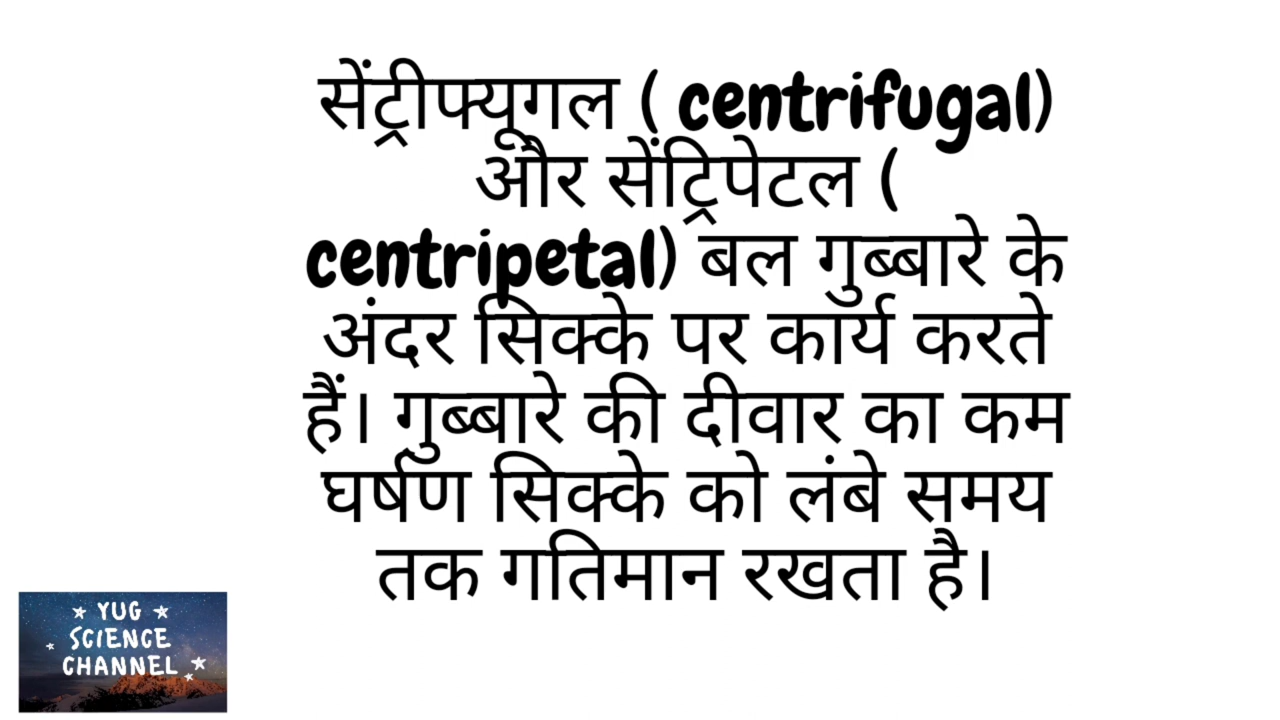 सेंट्रीफ्यूगल ( centrifugal)
और सेंट्रिपेटल (
centripetal) बल गुब्बारे के
अंदर सिक्के पर कार्य करते
हैं। गुब्बारे की दीवार का कम
घर्षण सिक्के को लंबे समय
तक गतिमान रखता है।
YUG
SCIENCE
CHANNEL